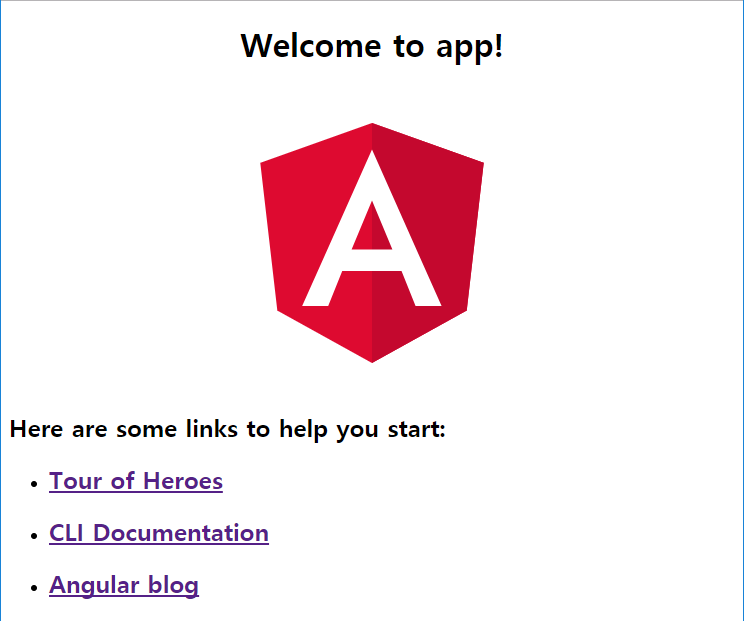 Welcome to app!
A
Here are some links to help you start:
Tour of Heroes
CLI Documentation
Angular blog